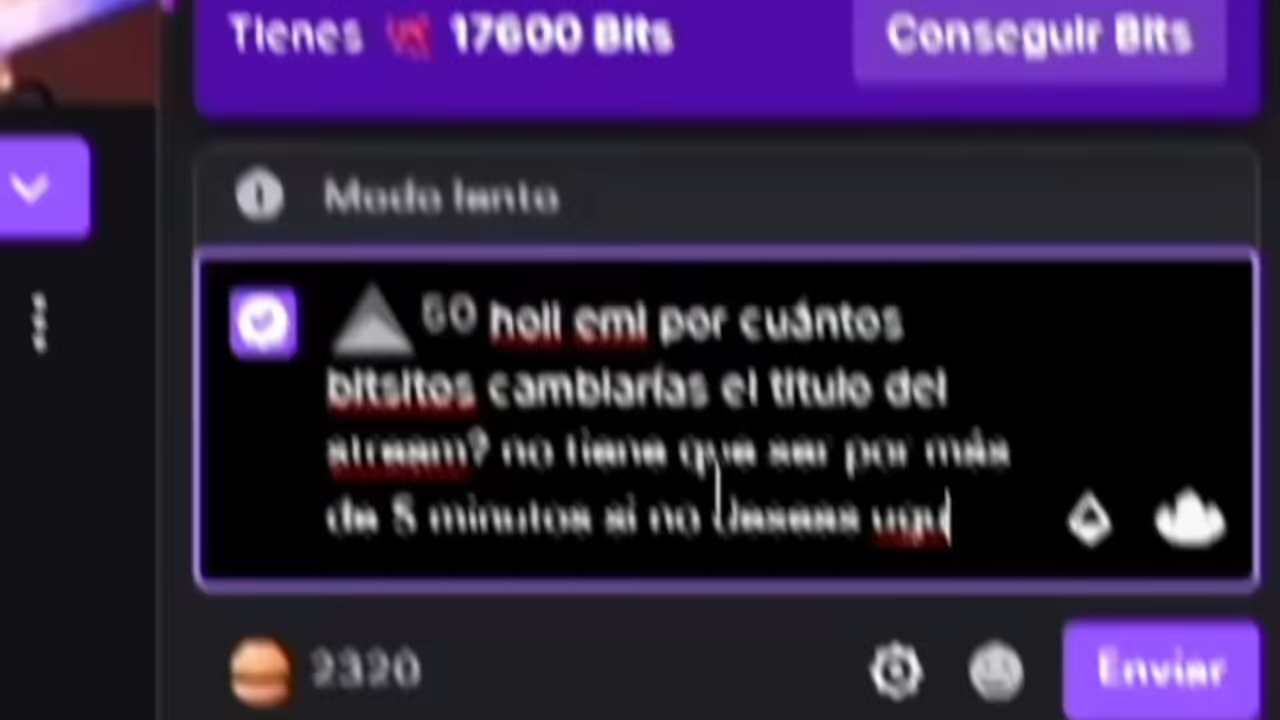 Tienes 17600 Bits
Conseguir Bits
Modo lento
50 holi emi por cuántos
bitsitos cambiarías el título del
stream? no tiene que ser por más
de 5 minutos si no deseas uqu
2320
Enviar